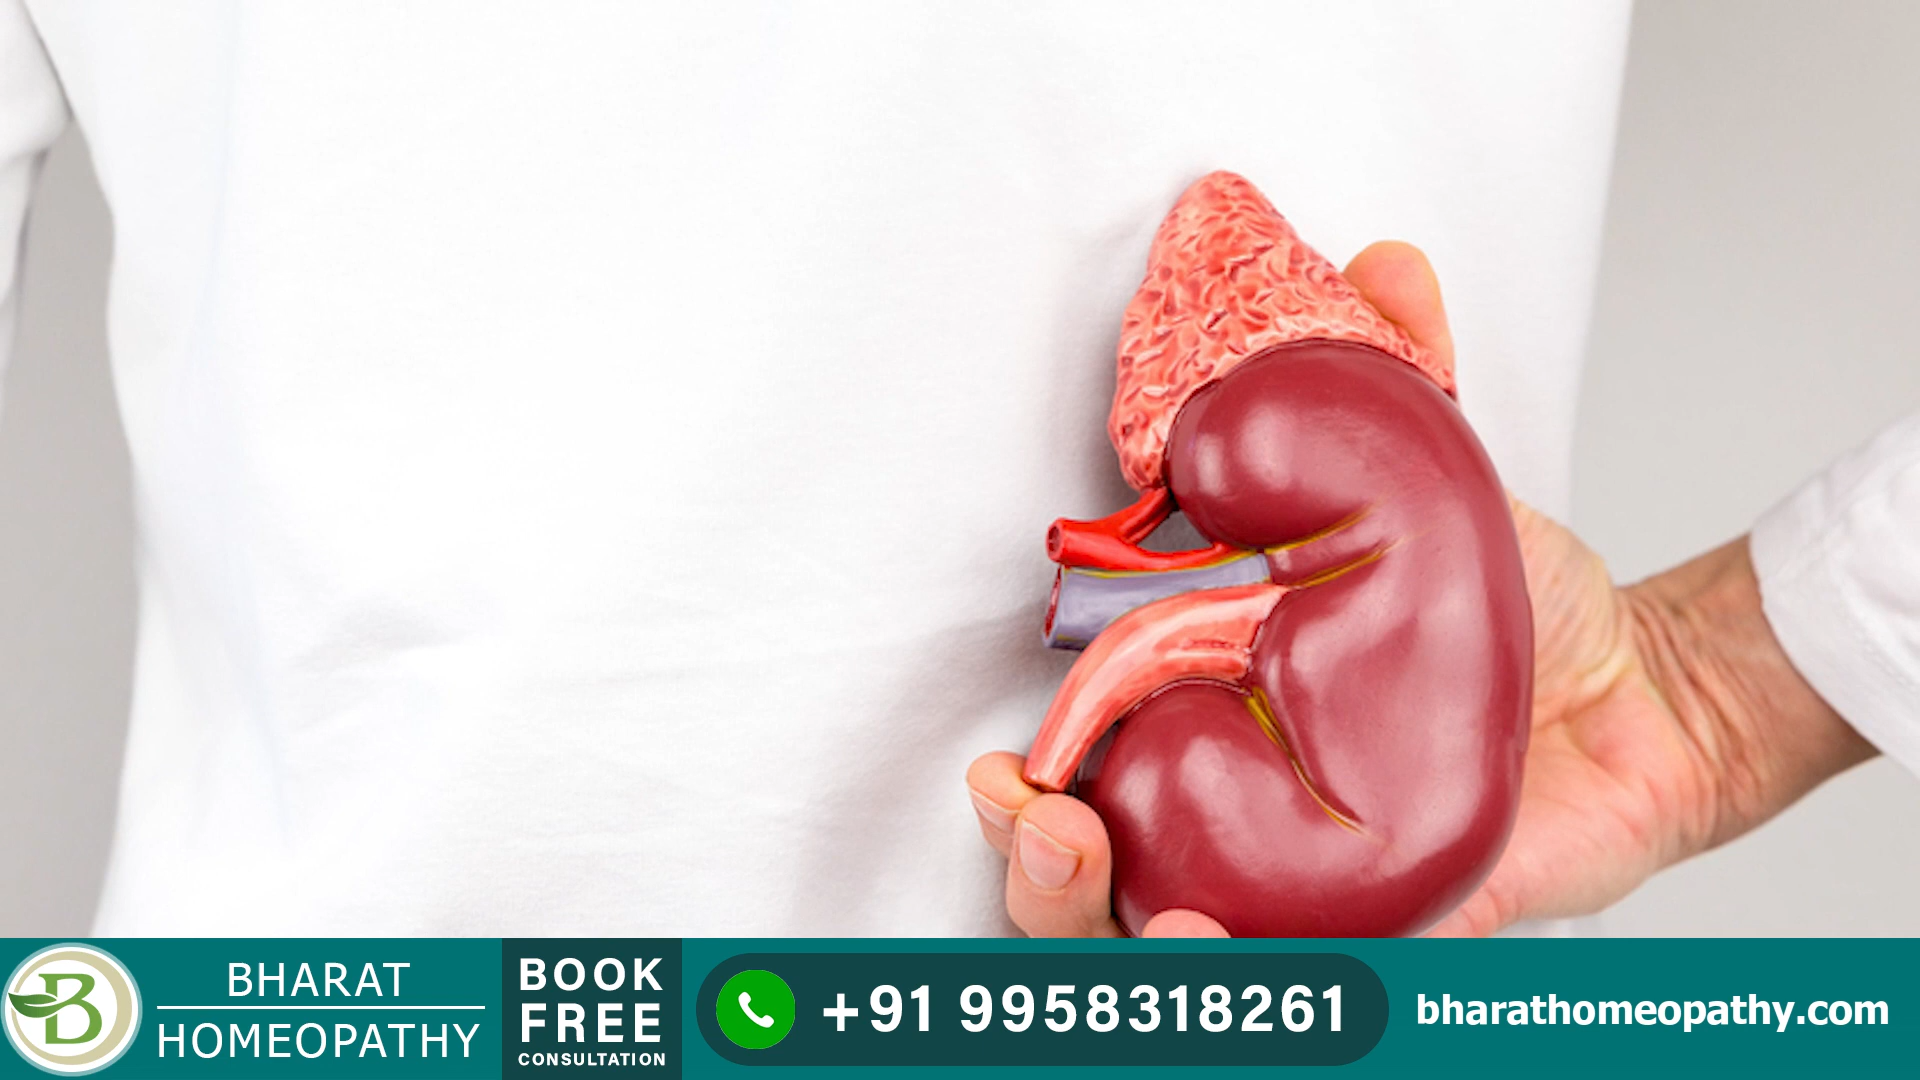 B
BHARAT
HOMEOPATHY
BOOK
FREE
CONSULTATION
+91 9958318261
bharathomeopathy.com